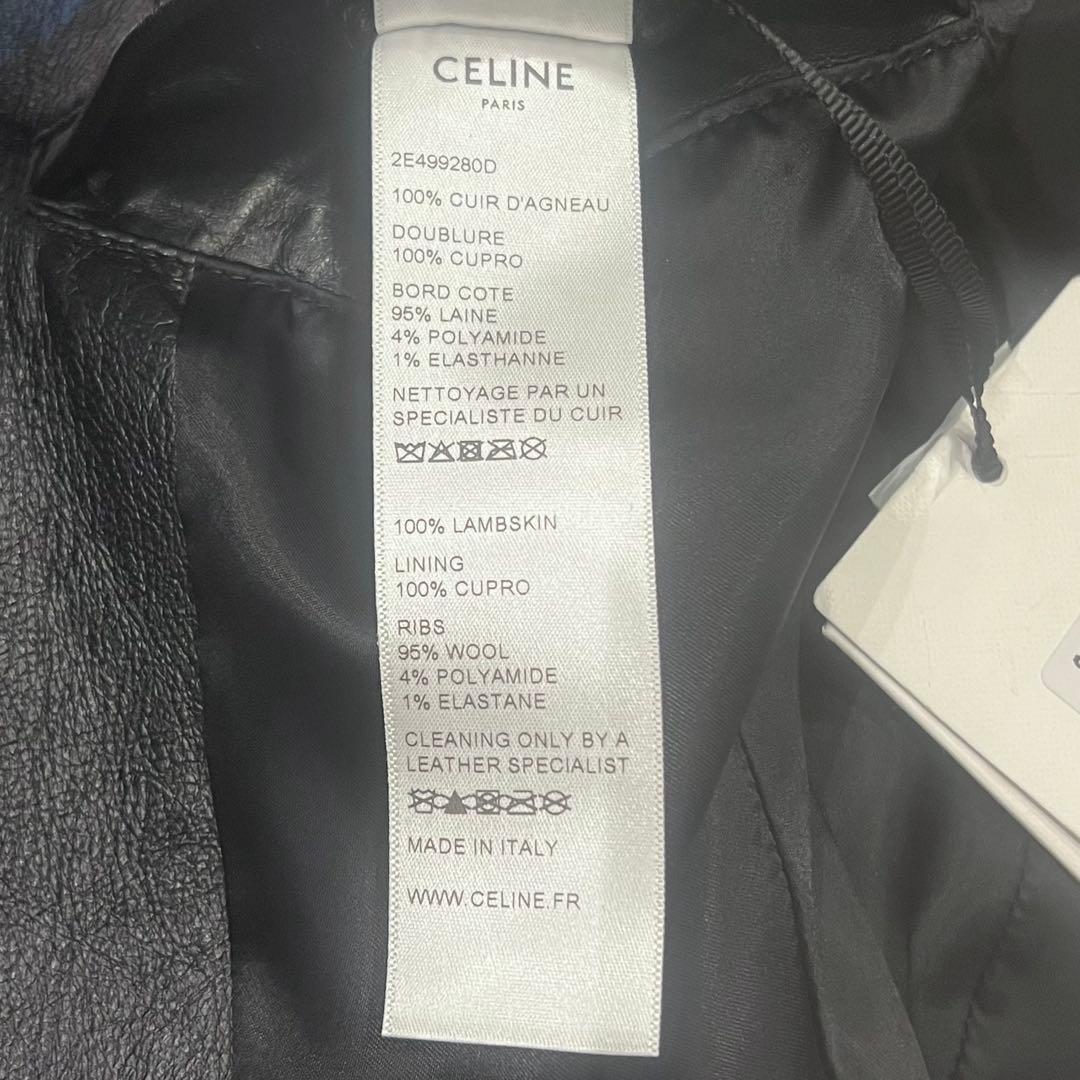 CELINE
PARIS
2E499280D
100% CUIR D'AGNEAU
DOUBLURE
100% CUPRO
BORD COTE
95% LAINE
4% POLYAMIDE
1% ELASTHANNE
NETTOYAGE PAR UN
SPECIALISTE DU CUIR
100% LAMBSKIN
LINING
100% CUPRO
RIBS
95% WOOL
4% POLYAMIDE
1% ELASTANE
CLEANING ONLY BY A
LEATHER SPECIALIST
MADE IN ITALY
WWW.CELINE.FR